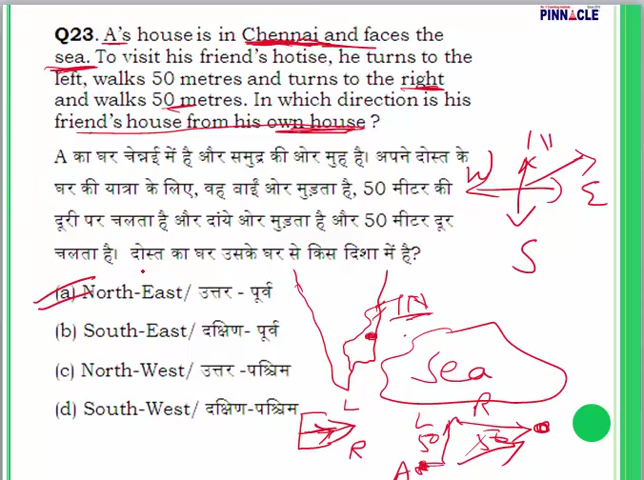 PINNACLE
Q23. A's house is in Chennai and faces the
sea. To visit his friend's hotise, he turns to the
left, walks 50 metres and turns to the right
and walks 50 metres. In which direction is his
friend's house from his own house ?
A का घर चेन्नई में है और समुद्र की ओर मुह है। अपने दोस्त के
घर की यात्रा के लिए, वह बाईं ओर मुड़ता है, 50 मीटर की
दूरी पर चलता है और दांये ओर मुड़ता है और 50 मीटर दूर
चलता है। दोस्त का घर उसके घर से किस दिशा में है?
(a) North-East/ उत्तर - पूर्व
(b) South-East/ दक्षिण - पूर्व
(c) North-West/ उत्तर -पश्चिम
(d) South-West/ दक्षिण-पश्चिम
W
E
S
IN
Sea
L
R
L
R
50
A